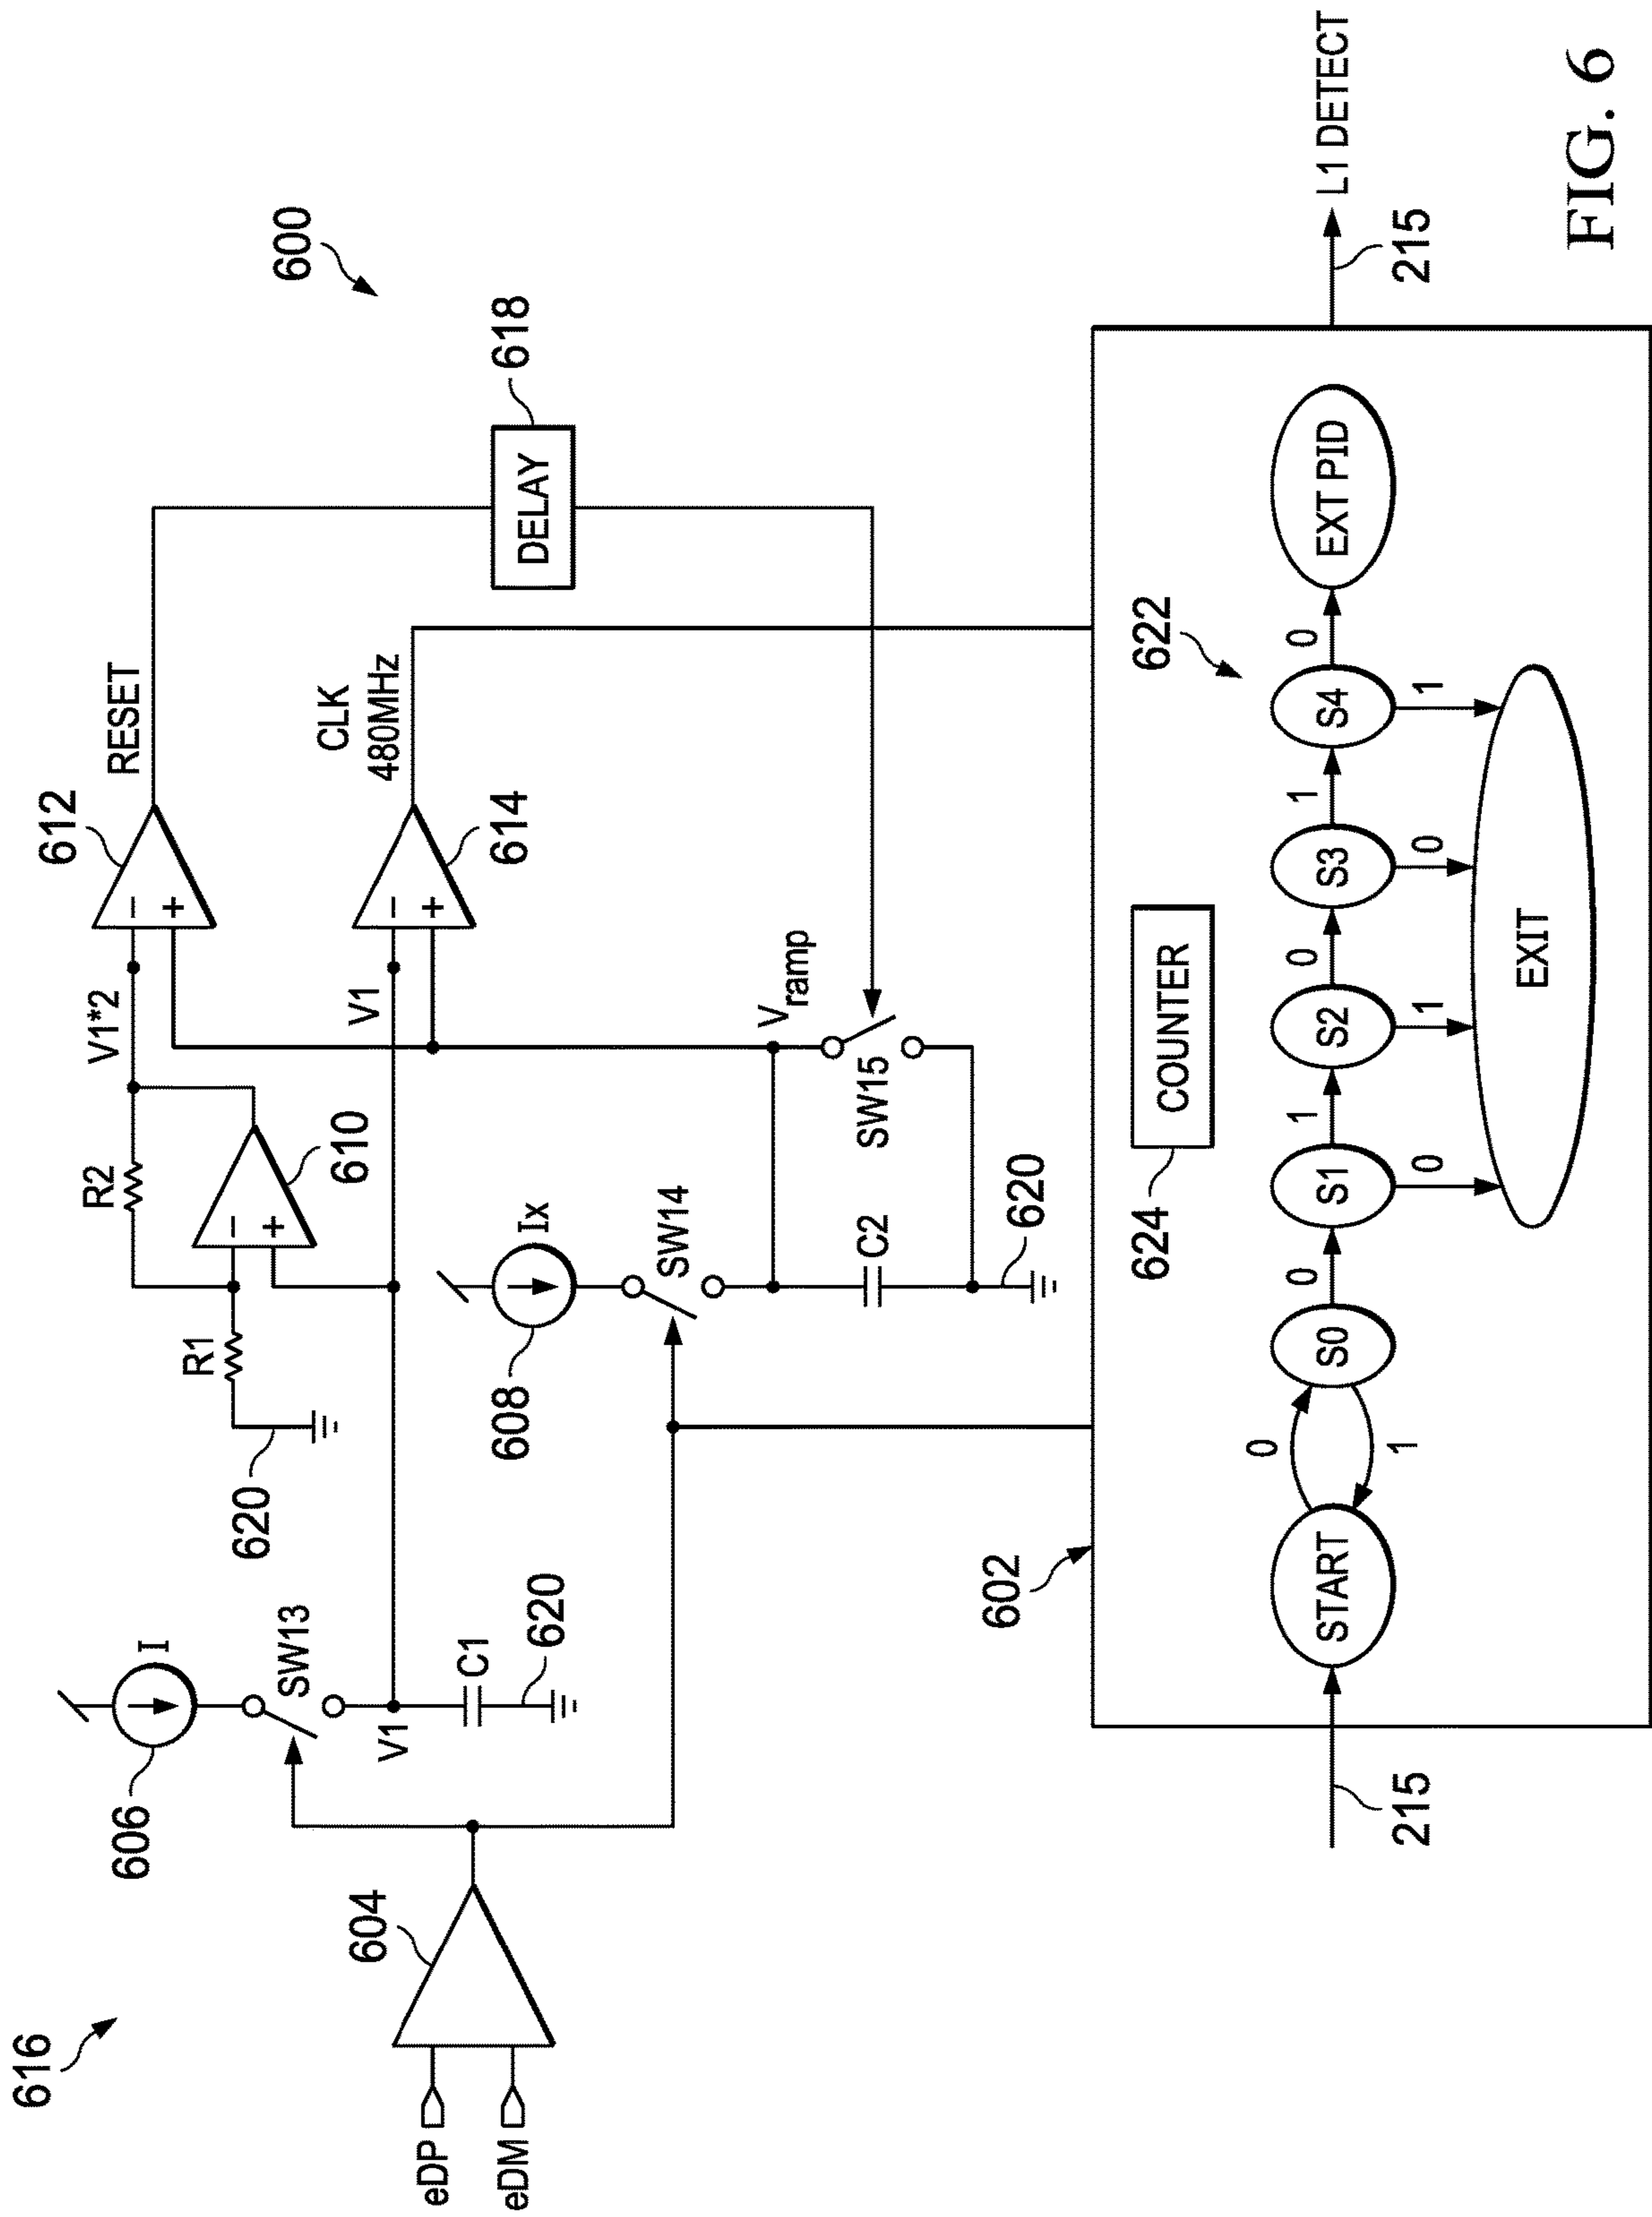 616
600
606
I
SW13
V1
C1
620
604
eDP
eDM
620
R1
R2
610
V1*2
612
RESET
V1
614
CLK
480MHz
618
DELAY
608
Ix
SW14
C2
620
Vramp
SW15
602
624
COUNTER
622
215
START
0
1
S0
0
S1
1
S2
0
S3
1
S4
0
EXT PID
0
1
0
1
EXIT
215
L1 DETECT
FIG. 6